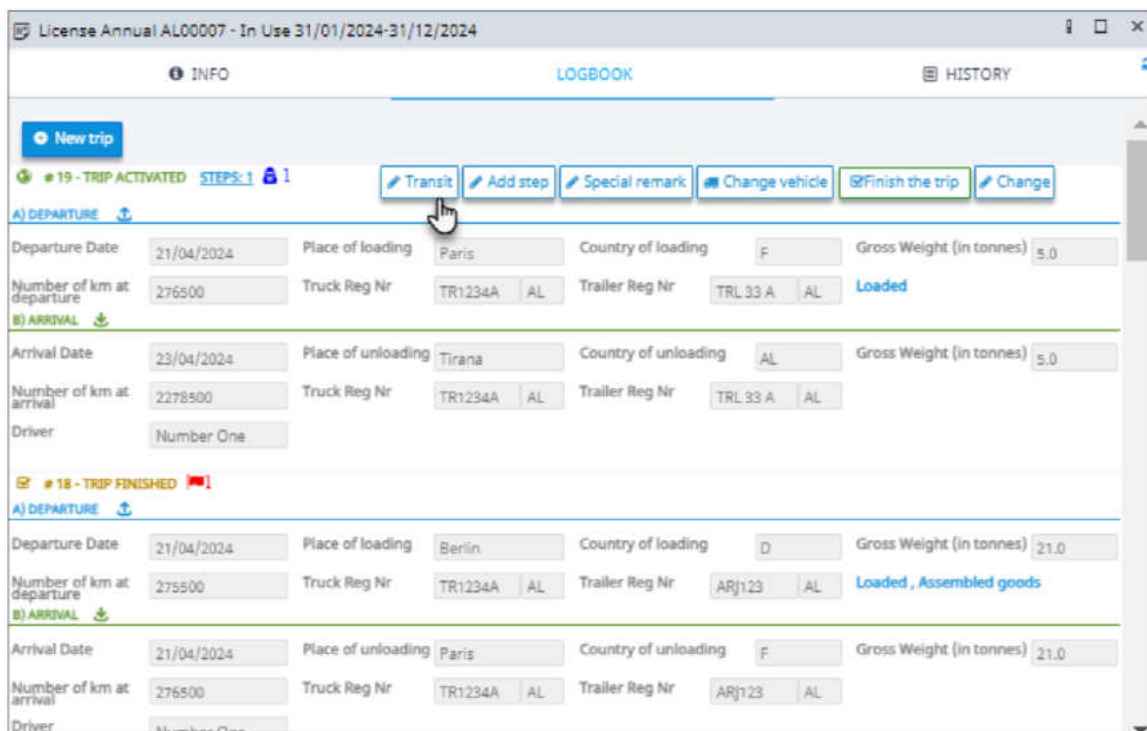 License Annual AL00007 - In Use 31/01/2024-31/12/2024
INFO LOGBOOK HISTORY
New trip
# 19 - TRIP ACTIVATED STEPS: 1 1 Transit Add step Special remark Change vehicle Finish the trip Change
A) DEPARTURE
Departure Date 21/04/2024 Place of loading Paris Country of loading F Gross Weight (in tonnes) 5.0
Number of km at departure 276500 Truck Reg Nr TR1234A AL Trailer Reg Nr TRL 33 A AL Loaded
B) ARRIVAL
Arrival Date 23/04/2024 Place of unloading Tirana Country of unloading AL Gross Weight (in tonnes) 5.0
Number of km at arrival 2278500 Truck Reg Nr TR1234A AL Trailer Reg Nr TRL 33 A AL
Driver Number One
# 18 - TRIP FINISHED 1
A) DEPARTURE
Departure Date 21/04/2024 Place of loading Berlin Country of loading D Gross Weight (in tonnes) 21.0
Number of km at departure 275500 Truck Reg Nr TR1234A AL Trailer Reg Nr ARJ123 AL Loaded , Assembled goods
B) ARRIVAL
Arrival Date 21/04/2024 Place of unloading Paris Country of unloading F Gross Weight (in tonnes) 21.0
Number of km at arrival 276500 Truck Reg Nr TR1234A AL Trailer Reg Nr ARJ123 AL
Driver Number One